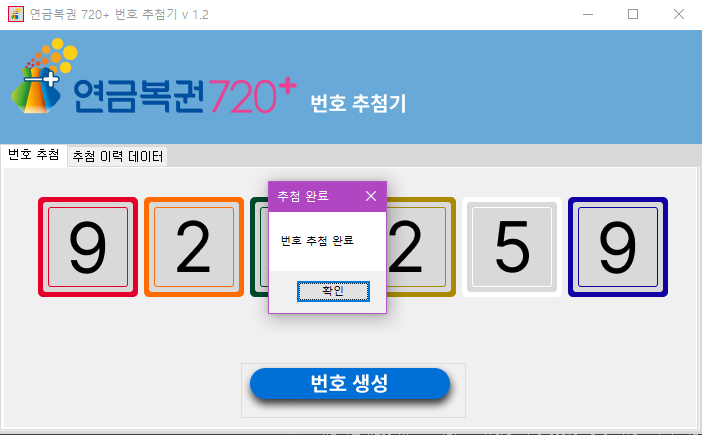 연금복권 720+ 번호 추첨기 v 1.2
연금복권720+ 번호 추첨기
번호 추첨
추첨 이력 데이터
추첨 완료
9
2
2
5
9
번호 추첨 완료
확인
번호 생성